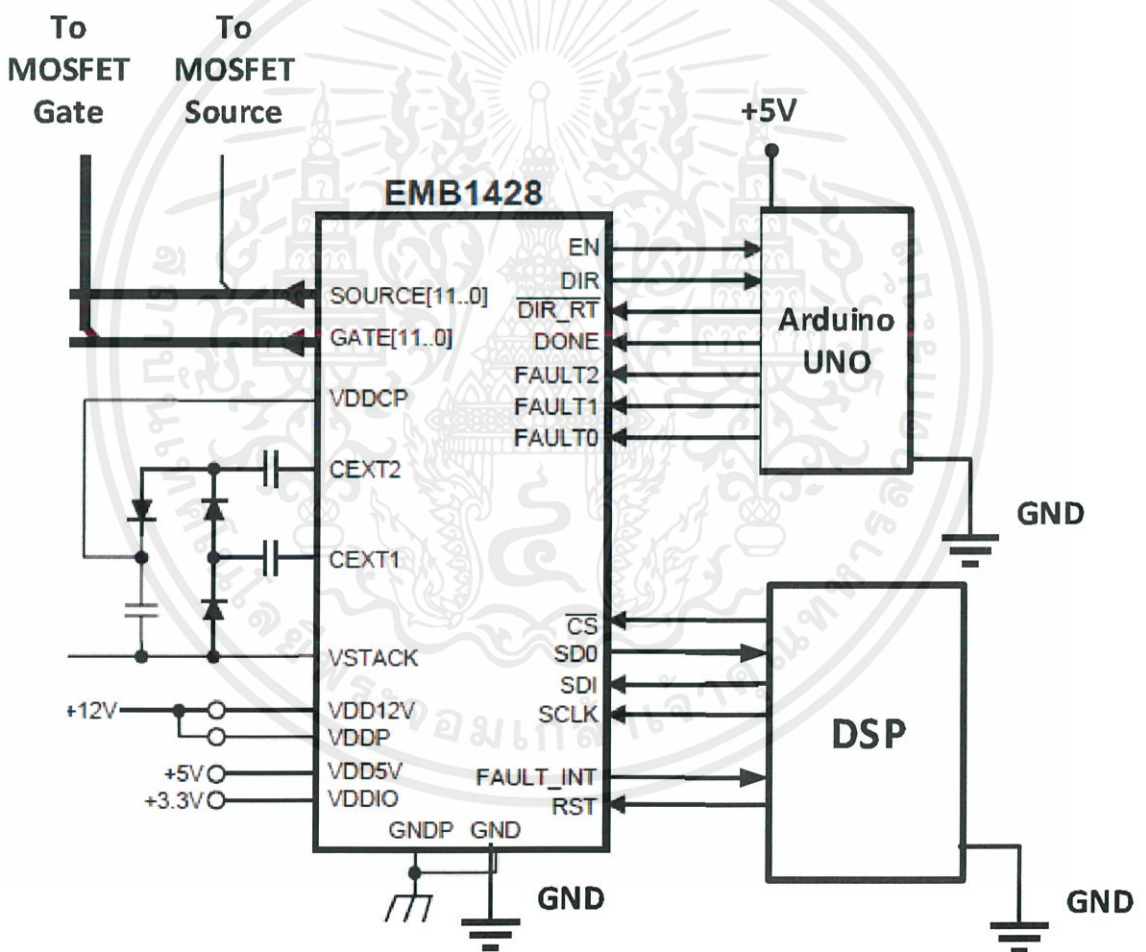 To
MOSFET
Gate
To
MOSFET
Source
+5V
EMB1428
EN
DIR
DIR_RT
DONE
FAULT2
FAULT1
FAULT0
SOURCE[11..0]
GATE[11..0]
VDDCP
CEXT2
CEXT1
VSTACK
+12V
VDD12V
VDDP
+5V
VDD5V
+3.3V
VDDIO
GNDP
GND
CS
SD0
SDI
SCLK
FAULT_INT
RST
Arduino
UNO
GND
DSP
GND
GND